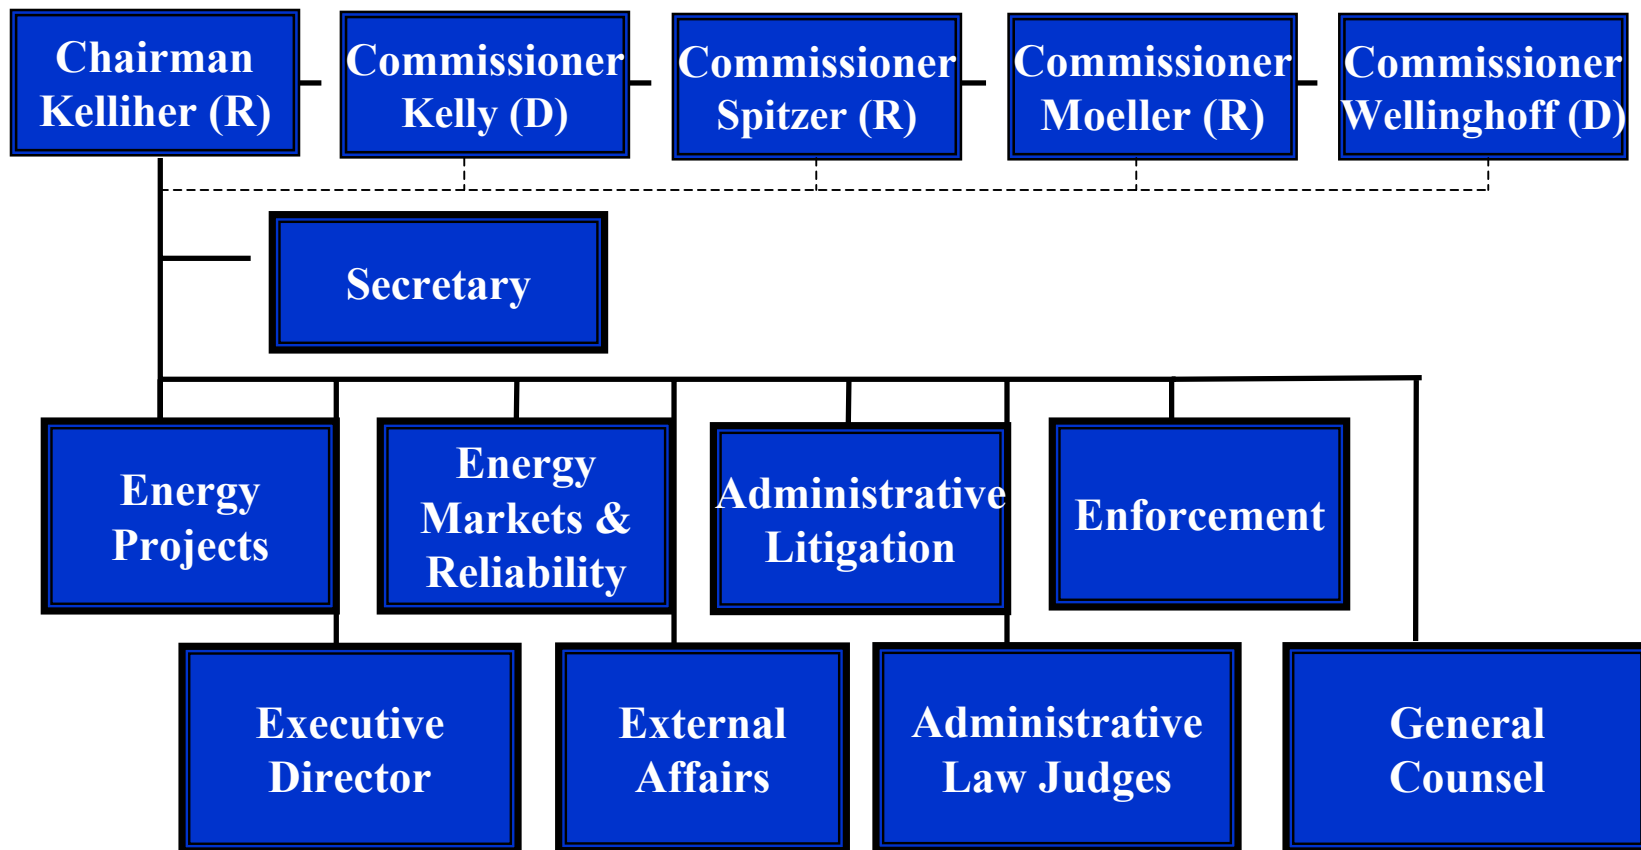 Chairman
Kelliher (R)
Commissioner
Kelly (D)
Commissioner
Spitzer (R)
Commissioner
Moeller (R)
Commissioner
Wellinghoff (D)
Secretary
Energy
Projects
Energy
Markets &
Reliability
Administrative
Litigation
Enforcement
Executive
Director
External
Affairs
Administrative
Law Judges
General
Counsel